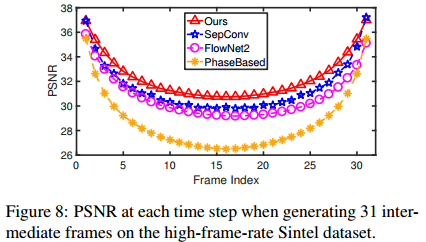 38
36
34
32
30
28
26
PSNR
Ours
SepConv
FlowNet2
PhaseBased
0 5 10 15 20 25 30
Frame Index
Figure 8: PSNR at each time step when generating 31 inter-
mediate frames on the high-frame-rate Sintel dataset.